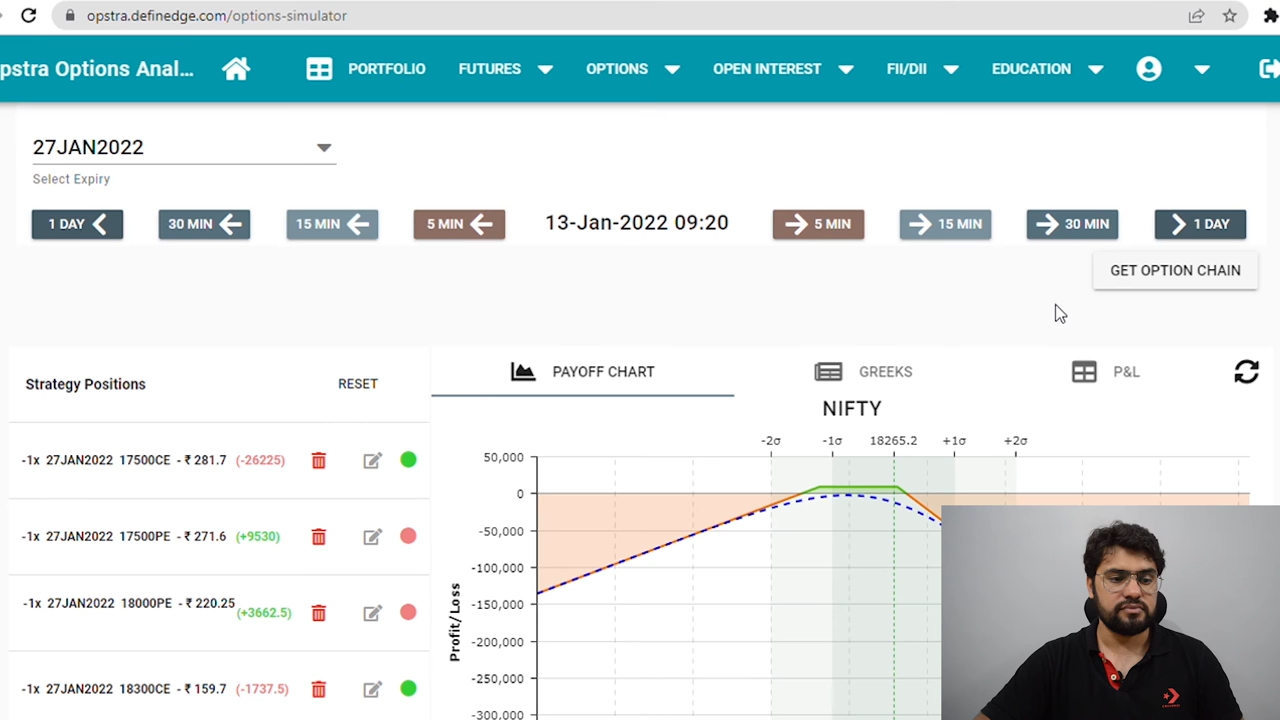 opstra.definedge.com/options-simulator
pstra Options Anal... PORTFOLIO FUTURES OPTIONS OPEN INTEREST FII/DII EDUCATION
27JAN2022
Select Expiry
1 DAY 30 MIN 15 MIN 5 MIN 13-Jan-2022 09:20 5 MIN 15 MIN 30 MIN 1 DAY
GET OPTION CHAIN
Strategy Positions RESET
PAYOFF CHART GREEKS P&L
NIFTY
-2σ -1σ 18265.2 +1σ +2σ
-1x 27JAN2022 17500CE - ₹ 281.7 (-26225)
-1x 27JAN2022 17500PE - ₹ 271.6 (+9530)
-1x 27JAN2022 18000PE - ₹ 220.25 (+3662.5)
-1x 27JAN2022 18300CE - ₹ 159.7 (-1737.5)
50,000
0
-50,000
-100,000
-150,000
-200,000
-250,000
-300,000
Profit/Loss